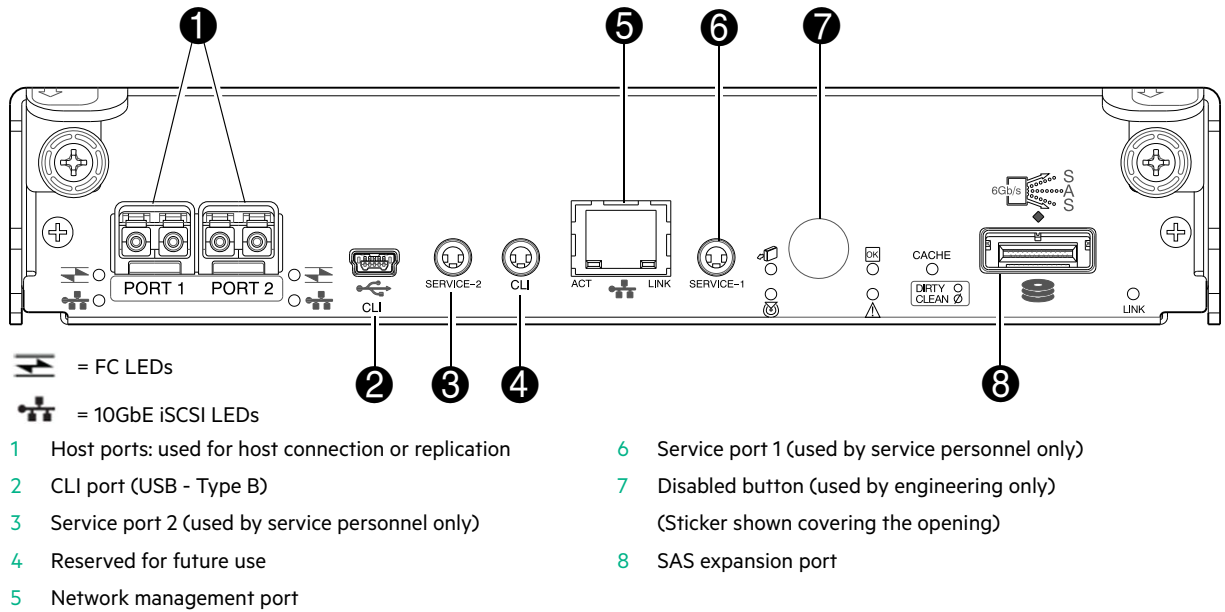 1 5 6 7
6Gb/s S A S
OK CACHE
PORT 1 PORT 2
SERVICE-2 CLI ACT LINK SERVICE-1
DIRTY
CLEAN
CLI LINK
2 3 4 8
= FC LEDs
= 10GbE iSCSI LEDs
1 Host ports: used for host connection or replication
2 CLI port (USB - Type B)
3 Service port 2 (used by service personnel only)
4 Reserved for future use
5 Network management port
6 Service port 1 (used by service personnel only)
7 Disabled button (used by engineering only)
(Sticker shown covering the opening)
8 SAS expansion port